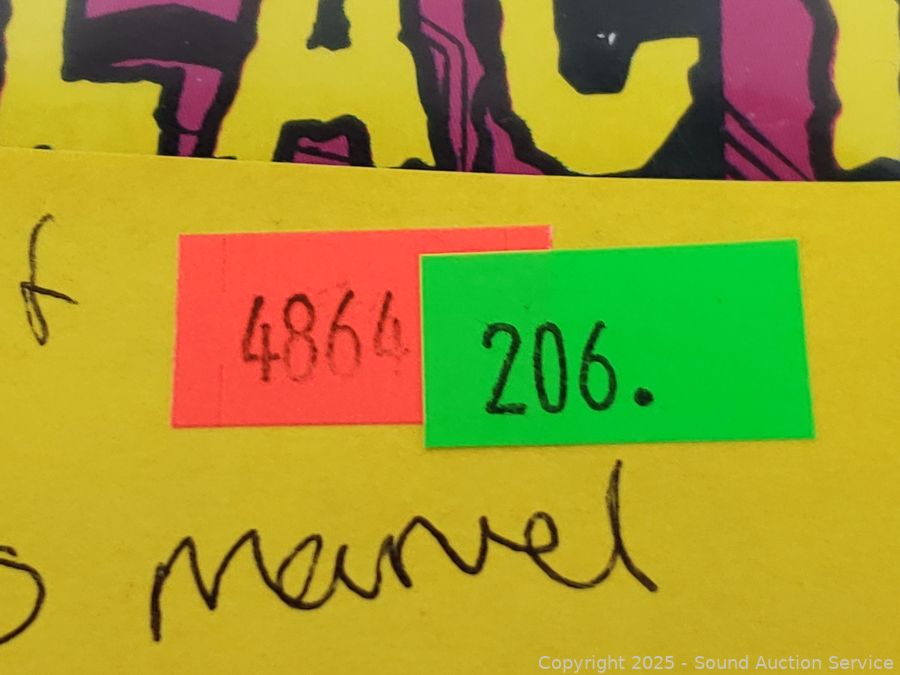 4864
206.
marvel
Copyright 2025 - Sound Auction Service